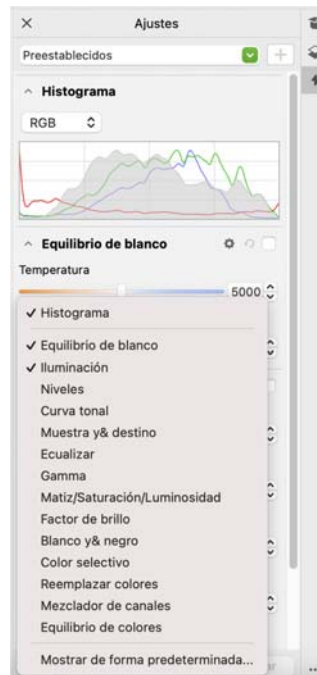 Ajustes
Preestablecidos
Histograma
RGB
Equilibrio de blanco
Temperatura
5000
Histograma
Equilibrio de blanco
Iluminación
Niveles
Curva tonal
Muestra y& destino
Ecualizar
Gamma
Matiz/Saturación/Luminosidad
Factor de brillo
Blanco y& negro
Color selectivo
Reemplazar colores
Mezclador de canales
Equilibrio de colores
Mostrar de forma predeterminada...